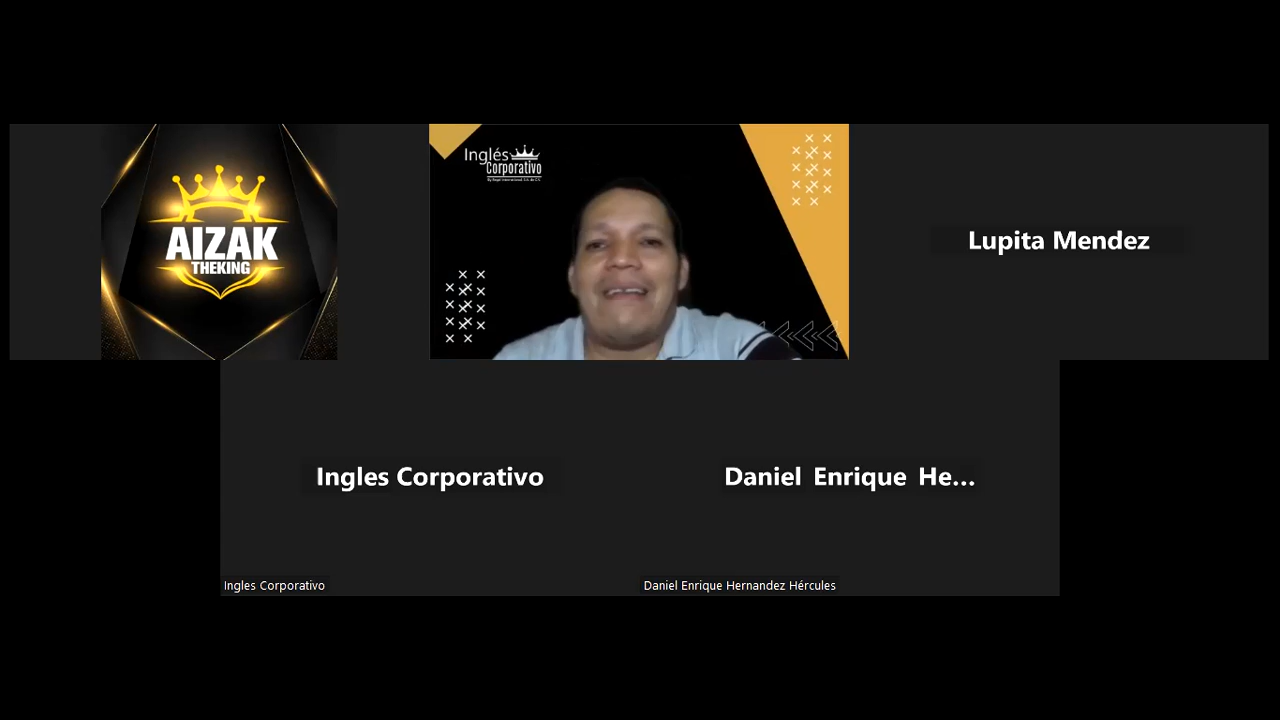 AIZAK
THEKING
Inglés
Corporativo
Lupita Mendez
Ingles Corporativo
Daniel Enrique He...
Ingles Corporativo
Daniel Enrique Hernandez Hércules